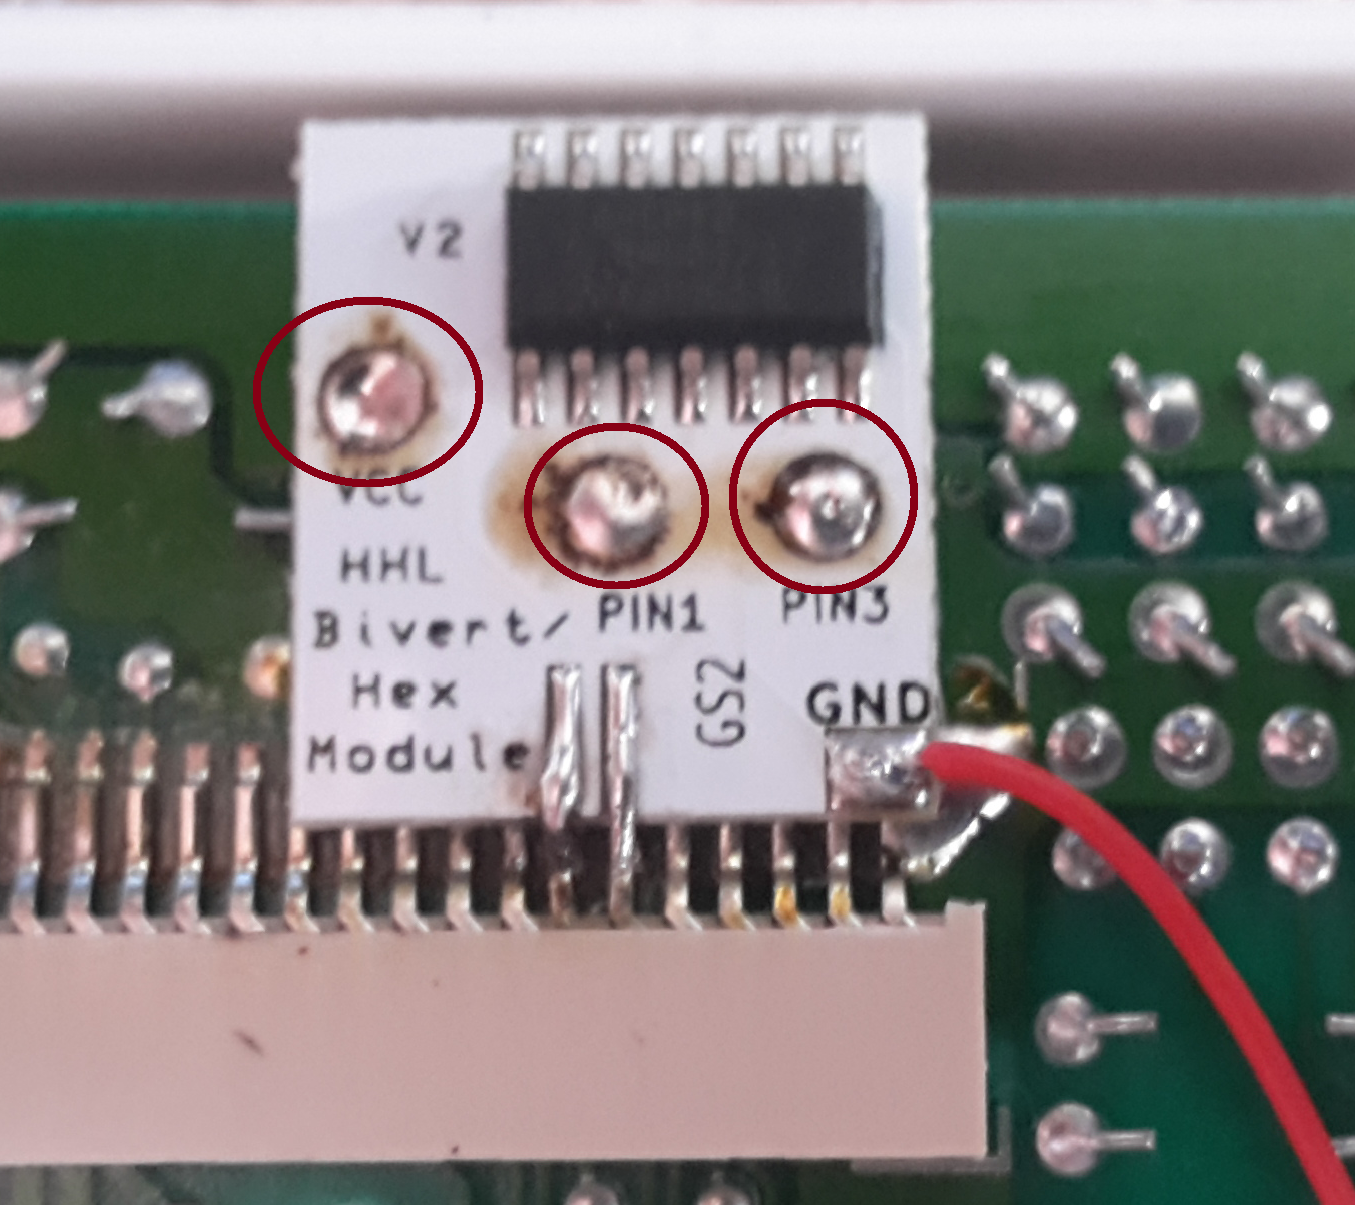 V2
VCC
HHL
Bivert/
Hex
Module
PIN1
PIN3
GS2
GND